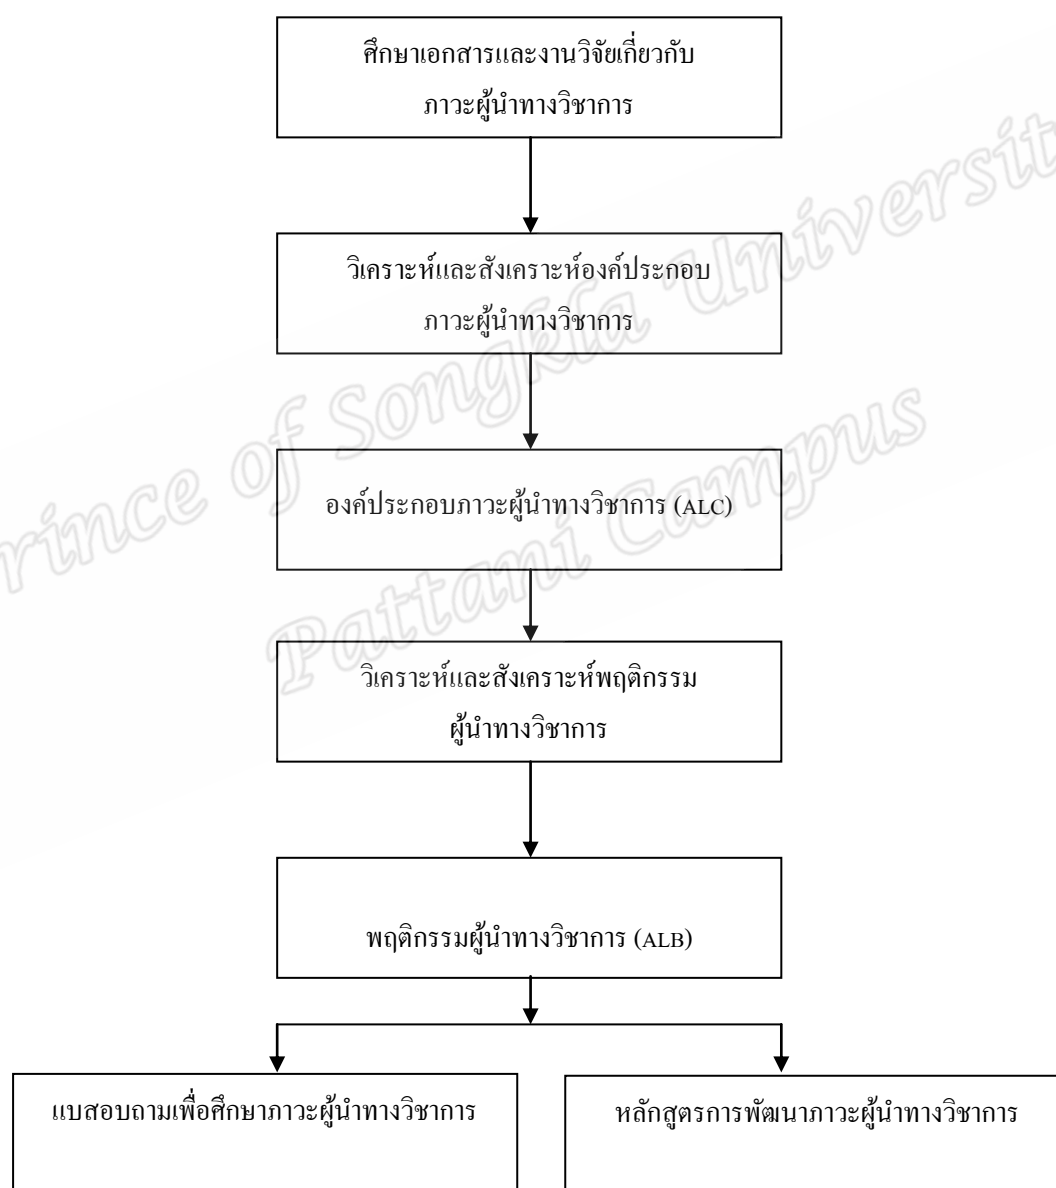 ศึกษาเอกสารและงานวิจัยเกี่ยวกับ
ภาวะผู้นำทางวิชาการ
วิเคราะห์และสังเคราะห์องค์ประกอบ
ภาวะผู้นำทางวิชาการ
องค์ประกอบภาวะผู้นำทางวิชาการ (ALC)
วิเคราะห์และสังเคราะห์พฤติกรรม
ผู้นำทางวิชาการ
พฤติกรรมผู้นำทางวิชาการ (ALB)
แบบสอบถามเพื่อศึกษาภาวะผู้นำทางวิชาการ
หลักสูตรการพัฒนาภาวะผู้นำทางวิชาการ
rince of Songkla Universit
Pattani Campus